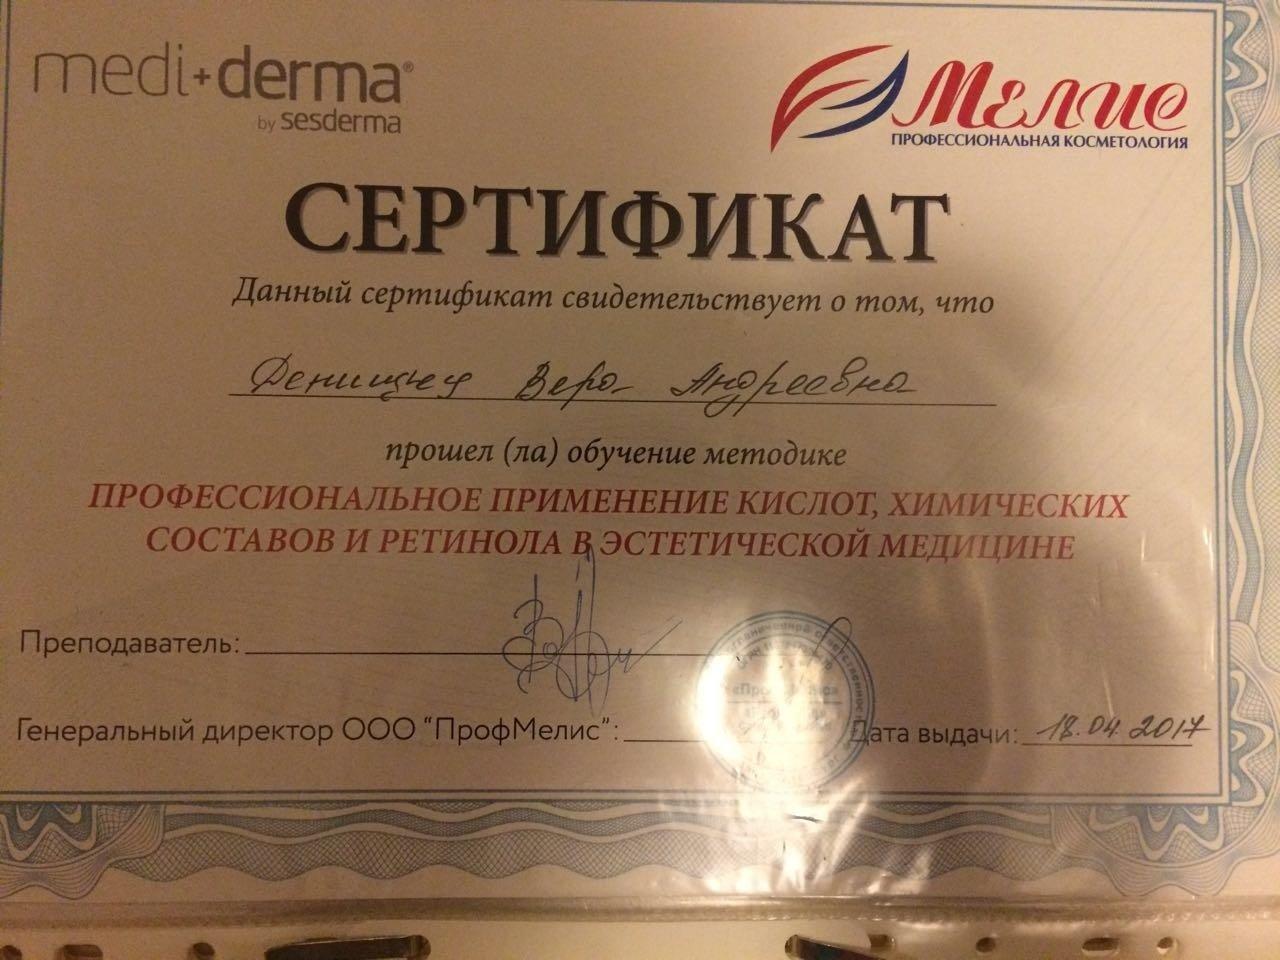 medi+derma®
by sesderma
Мелис
ПРОФЕССИОНАЛЬНАЯ КОСМЕТОЛОГИЯ
СЕРТИФИКАТ
Данный сертификат свидетельствует о том, что
Вера Андреевна
прошел (ла) обучение методике
ПРОФЕССИОНАЛЬНОЕ ПРИМЕНЕНИЕ КИСЛОТ, ХИМИЧЕСКИХ
СОСТАВОВ И РЕТИНОЛА В ЭСТЕТИЧЕСКОЙ МЕДИЦИНЕ
Преподаватель:
Генеральный директор ООО "ПрофМелис":
Дата выдачи: 18.04.2017